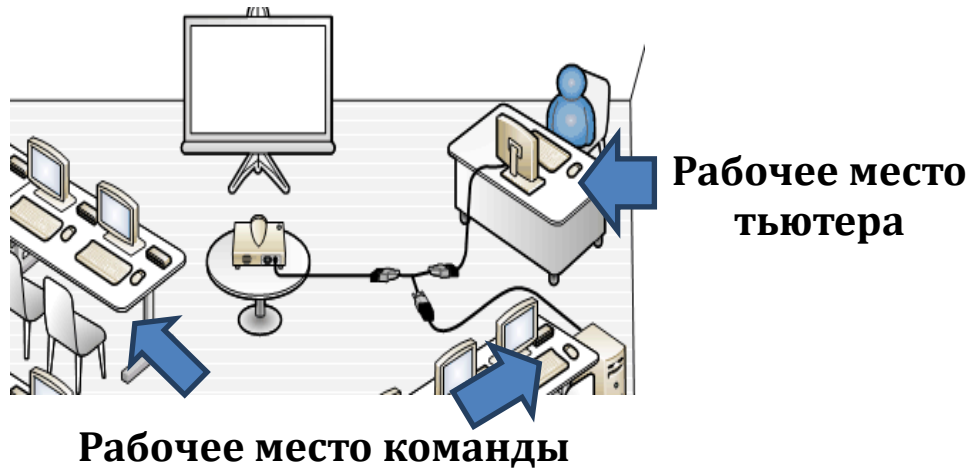 Рабочее место
тьютера
Рабочее место команды